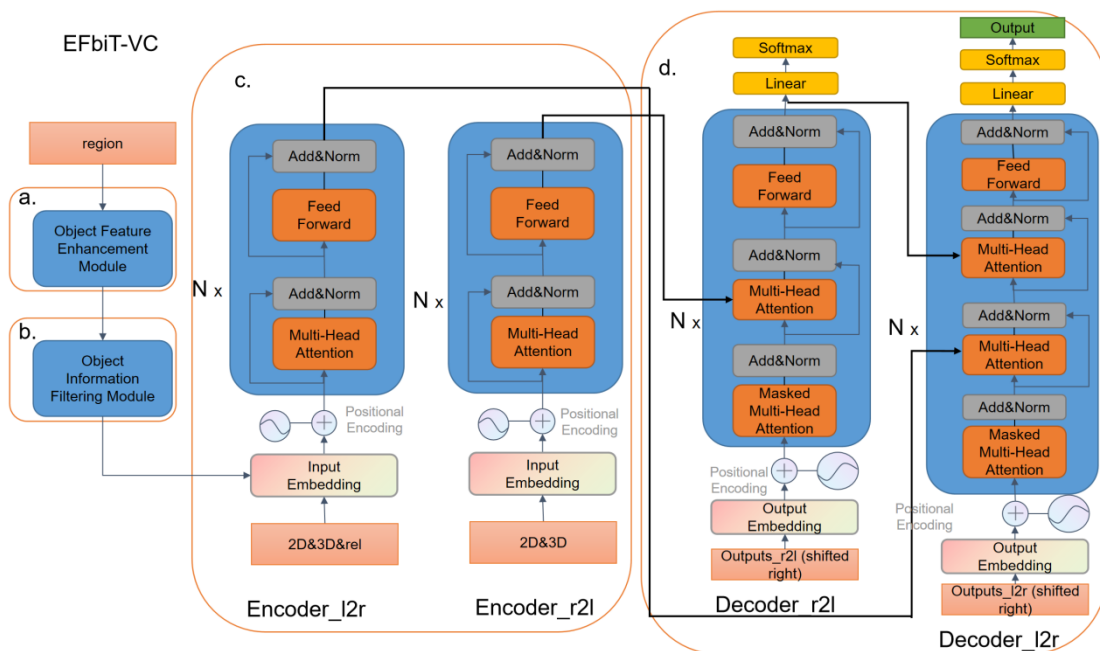 EFbiT-VC
region
a.
Object Feature
Enhancement
Module
b.
Object
Information
Filtering Module
c.
Add&Norm
Feed
Forward
Add&Norm
Multi-Head
Attention
N x
Positional
Encoding
Input
Embedding
2D&3D&rel
Encoder_l2r
Add&Norm
Feed
Forward
Add&Norm
Multi-Head
Attention
N x
Positional
Encoding
Input
Embedding
2D&3D
Encoder_r2l
d.
Softmax
Linear
Add&Norm
Feed
Forward
Add&Norm
Multi-Head
Attention
N x
Add&Norm
Masked
Multi-Head
Attention
Positional
Encoding
Output
Embedding
Outputs_r2l (shifted
right)
Decoder_r2l
Output
Softmax
Linear
Add&Norm
Feed
Forward
Add&Norm
Multi-Head
Attention
Add&Norm
N x
Multi-Head
Attention
Add&Norm
Masked
Multi-Head
Attention
Positional
Encoding
Output
Embedding
Outputs_l2r (shifted
right)
Decoder_l2r